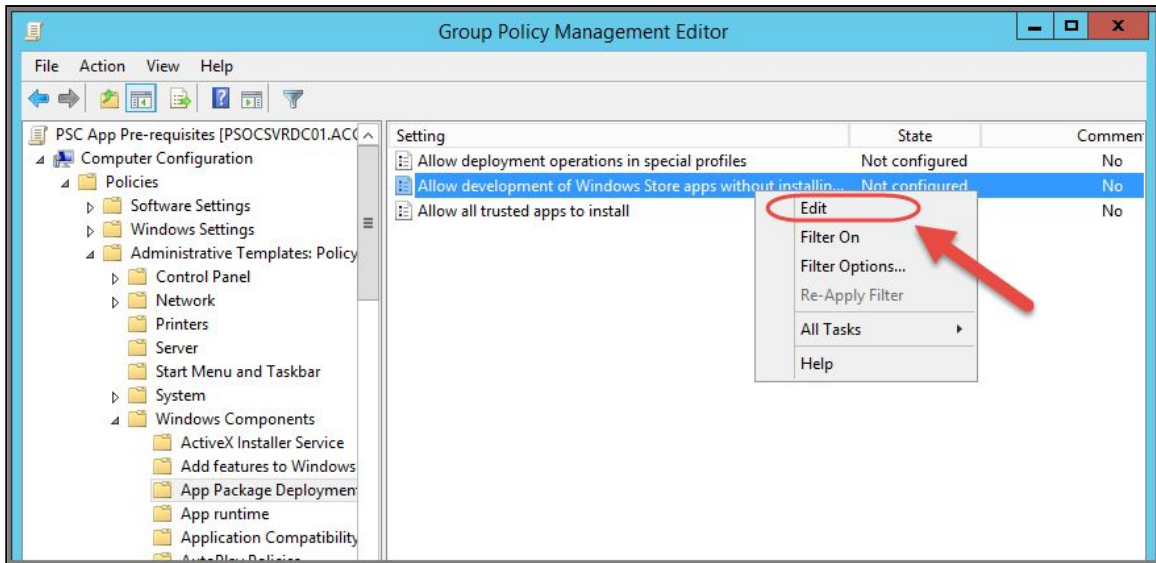 Group Policy Management Editor
File Action View Help
PSC App Pre-requisites [PSOCSVRDC01.ACC
Computer Configuration
Policies
Software Settings
Windows Settings
Administrative Templates: Policy
Control Panel
Network
Printers
Server
Start Menu and Taskbar
System
Windows Components
ActiveX Installer Service
Add features to Windows
App Package Deploymen
App runtime
Application Compatibility
AutoPlay Policies
Setting State Commen
Allow deployment operations in special profiles Not configured No
Allow development of Windows Store apps without installin... Not configured No
Allow all trusted apps to install No
Edit
Filter On
Filter Options...
Re-Apply Filter
All Tasks
Help